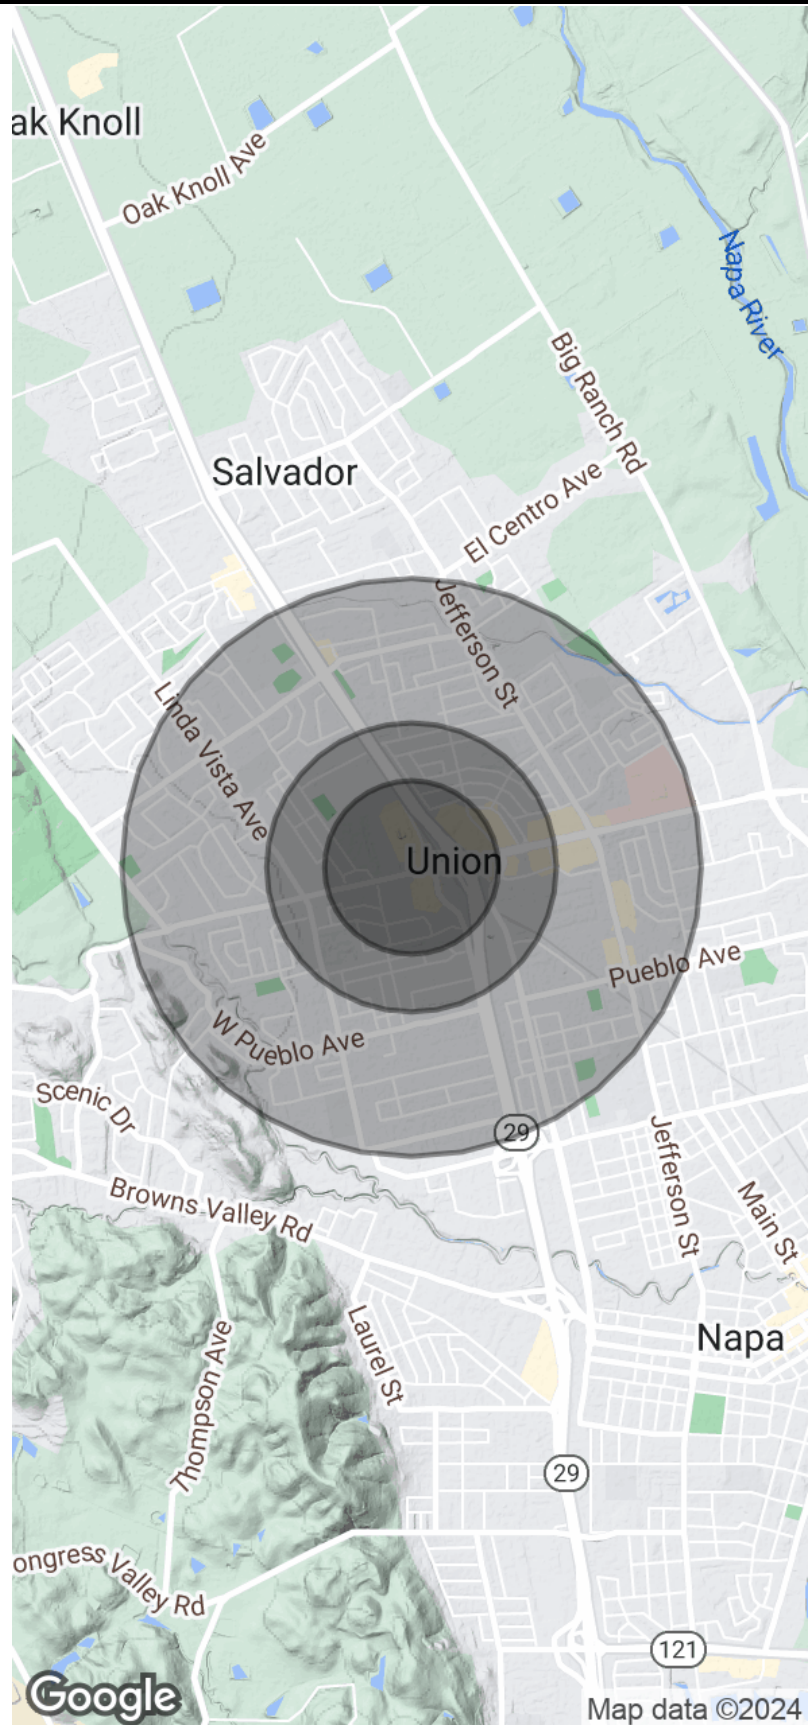 ak Knoll
Oak Knoll Ave
Napa River
Big Ranch Rd
Salvador
El Centro Ave
Jefferson St
Linda Vista Ave
Union
Pueblo Ave
W Pueblo Ave
Scenic Dr
29
Jefferson St
Main St
Browns Valley Rd
Napa
Laurel St
Thompson Ave
29
ongress Valley Rd
121
Google
Map data ©2024